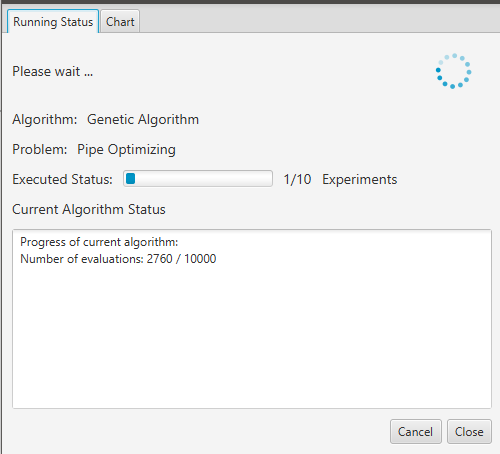 Running Status Chart
Please wait ...
Algorithm: Genetic Algorithm
Problem: Pipe Optimizing
Executed Status: 1/10 Experiments
Current Algorithm Status
Progress of current algorithm:
Number of evaluations: 2760 / 10000
Cancel Close